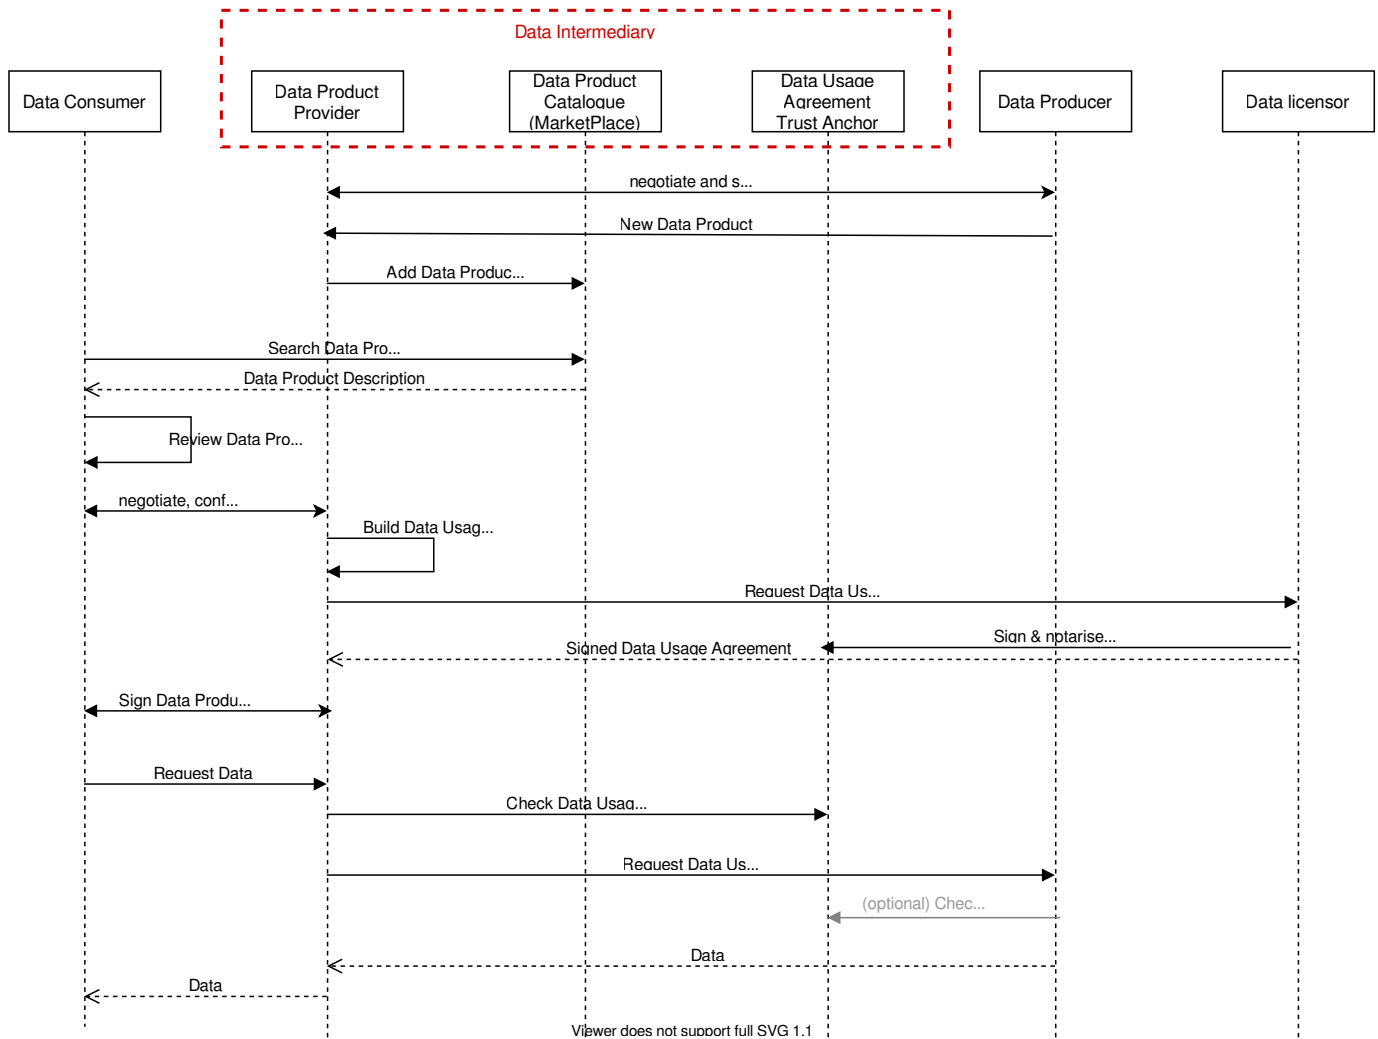 Data Intermediary
Data Consumer
Data Product
Provider
Data Product
Catalogue
(MarketPlace)
Data Usage
Agreement
Trust Anchor
Data Producer
Data licensor
negotiate and s...
New Data Product
Add Data Produc...
Search Data Pro...
Data Product Description
Review Data Pro...
negotiate, conf...
Build Data Usag...
Request Data Us...
Sign & notarise...
Signed Data Usage Agreement
Sign Data Produ...
Request Data
Check Data Usag...
Request Data Us...
(optional) Chec...
Data
Data
Viewer does not support full SVG 1.1